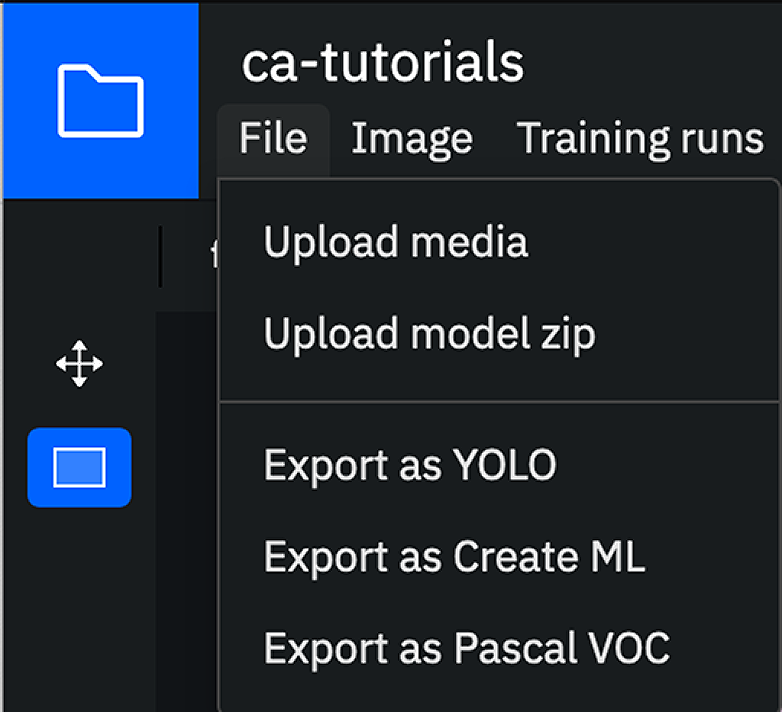 ca-tutorials
File Image Training runs
Upload media
Upload model zip
Export as YOLO
Export as Create ML
Export as Pascal VOC